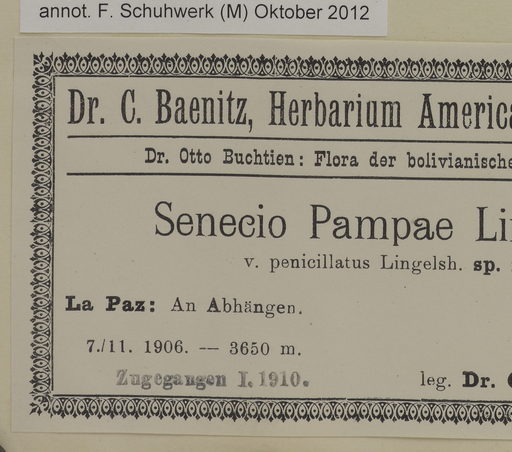 annot. F. Schuhwerk (M) Oktober 2012
Dr. C. Baenitz, Herbarium America
Dr. Otto Buchtien: Flora der bolivianische
Senecio Pampae Li
v. penicillatus Lingelsh. sp.
La Paz: An Abhängen.
7./11. 1906. — 3650 m.
Zugegangen I. 1910.
leg. Dr.